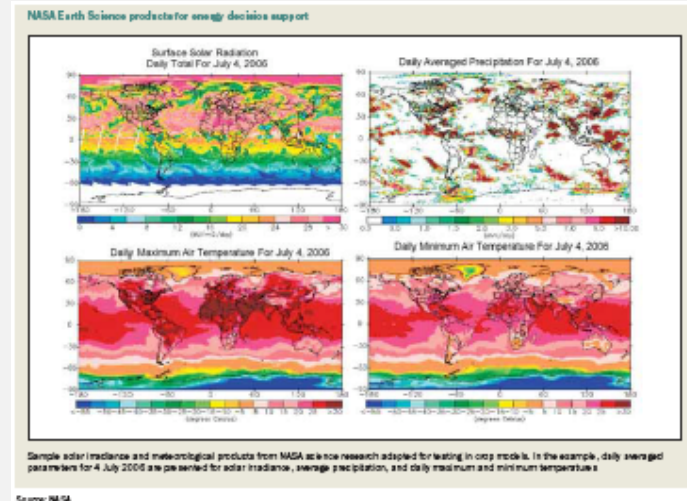 NASA Earth Science products for energy decision support
Surface Solar Radiation
Daily Total For July 4, 2006
Daily Averaged Precipitation For July 4, 2006
Daily Maximum Air Temperature For July 4, 2006
Daily Minimum Air Temperature For July 4, 2006
(degrees Celsius)
(degrees Celsius)
Sample solar irradiance and meteorological products from NASA science research adapted for testing in crop models. In the example, daily averaged
parameters for 4 July 2006 are presented for solar irradiance, average precipitation, and daily maximum and minimum temperatures
Source: NASA